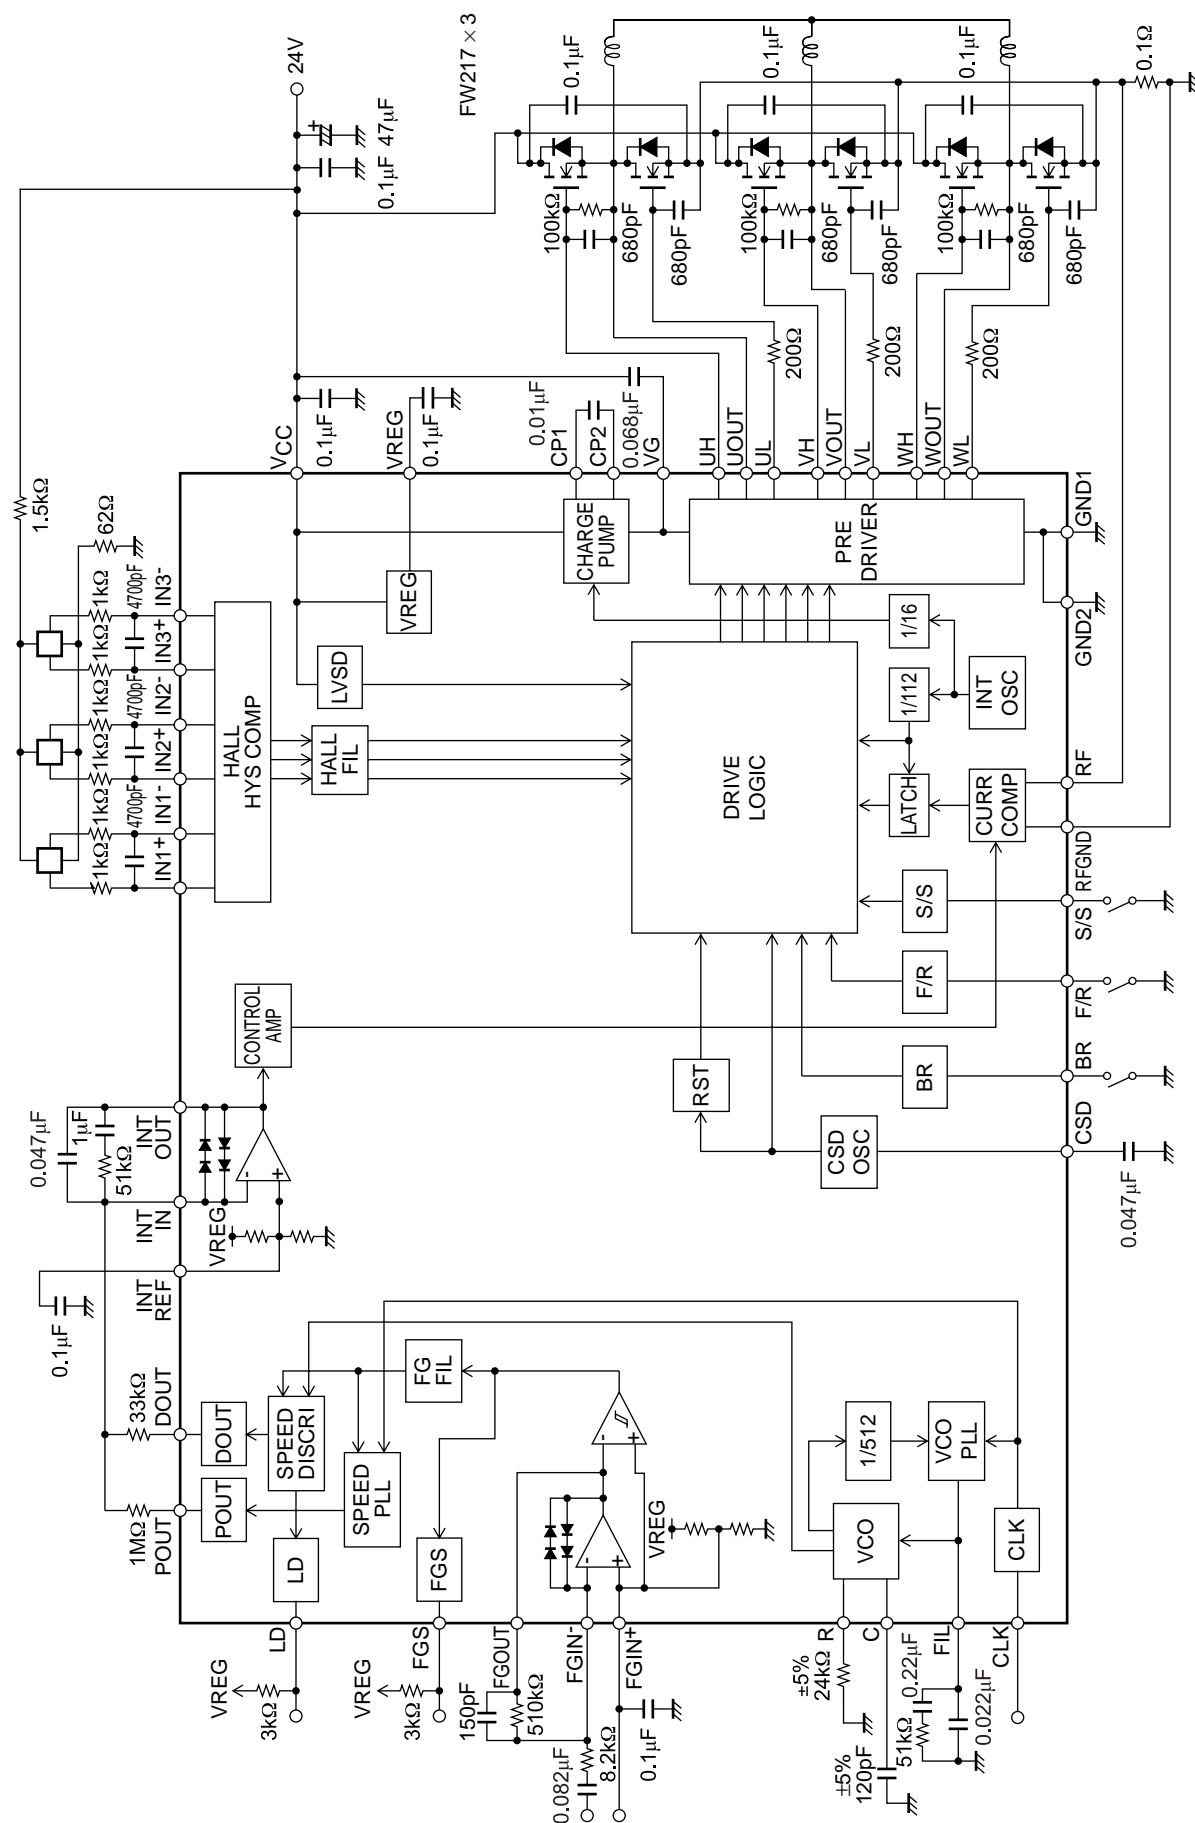 24V
FW217 × 3
47μF
0.1μF
0.1μF
0.1μF
0.1μF
0.1Ω
100kΩ
680pF
680pF
100kΩ
680pF
680pF
100kΩ
680pF
680pF
200Ω
200Ω
200Ω
1.5kΩ
62Ω
VCC
0.1μF
VREG
0.1μF
0.01μF
CP1
CP2
0.068μF
VG
UH
UOUT
UL
VH
VOUT
VL
WH
WOUT
WL
GND1
GND2
1kΩ
4700pF
IN3-
1kΩ
IN3+
1kΩ
4700pF
IN2-
1kΩ
IN2+
1kΩ
4700pF
IN1-
1kΩ
IN1+
HALL
HYS COMP
HALL
FIL
LVSD
VREG
CHARGE
PUMP
PRE
DRIVER
DRIVE
LOGIC
1/16
1/112
INT
OSC
LATCH
CURR
COMP
RF
RFGND
S/S
S/S
F/R
F/R
BR
BR
RST
CSD
OSC
CSD
0.047μF
CONTROL
AMP
0.047μF
1μF
51kΩ
INT
OUT
-
+
INT
IN
VREG
INT
REF
0.1μF
33kΩ
DOUT
DOUT
SPEED
DISCRI
FG
FIL
1MΩ
POUT
POUT
SPEED
PLL
LD
FGS
-
+
-
+
VREG
1/512
VCO
PLL
VCO
CLK
LD
VREG
3kΩ
FGS
VREG
3kΩ
FGOUT
150pF
510kΩ
FGIN-
0.082μF
8.2kΩ
FGIN+
0.1μF
R
±5%
24kΩ
C
±5%
120pF
FIL
0.22μF
51kΩ
0.022μF
CLK